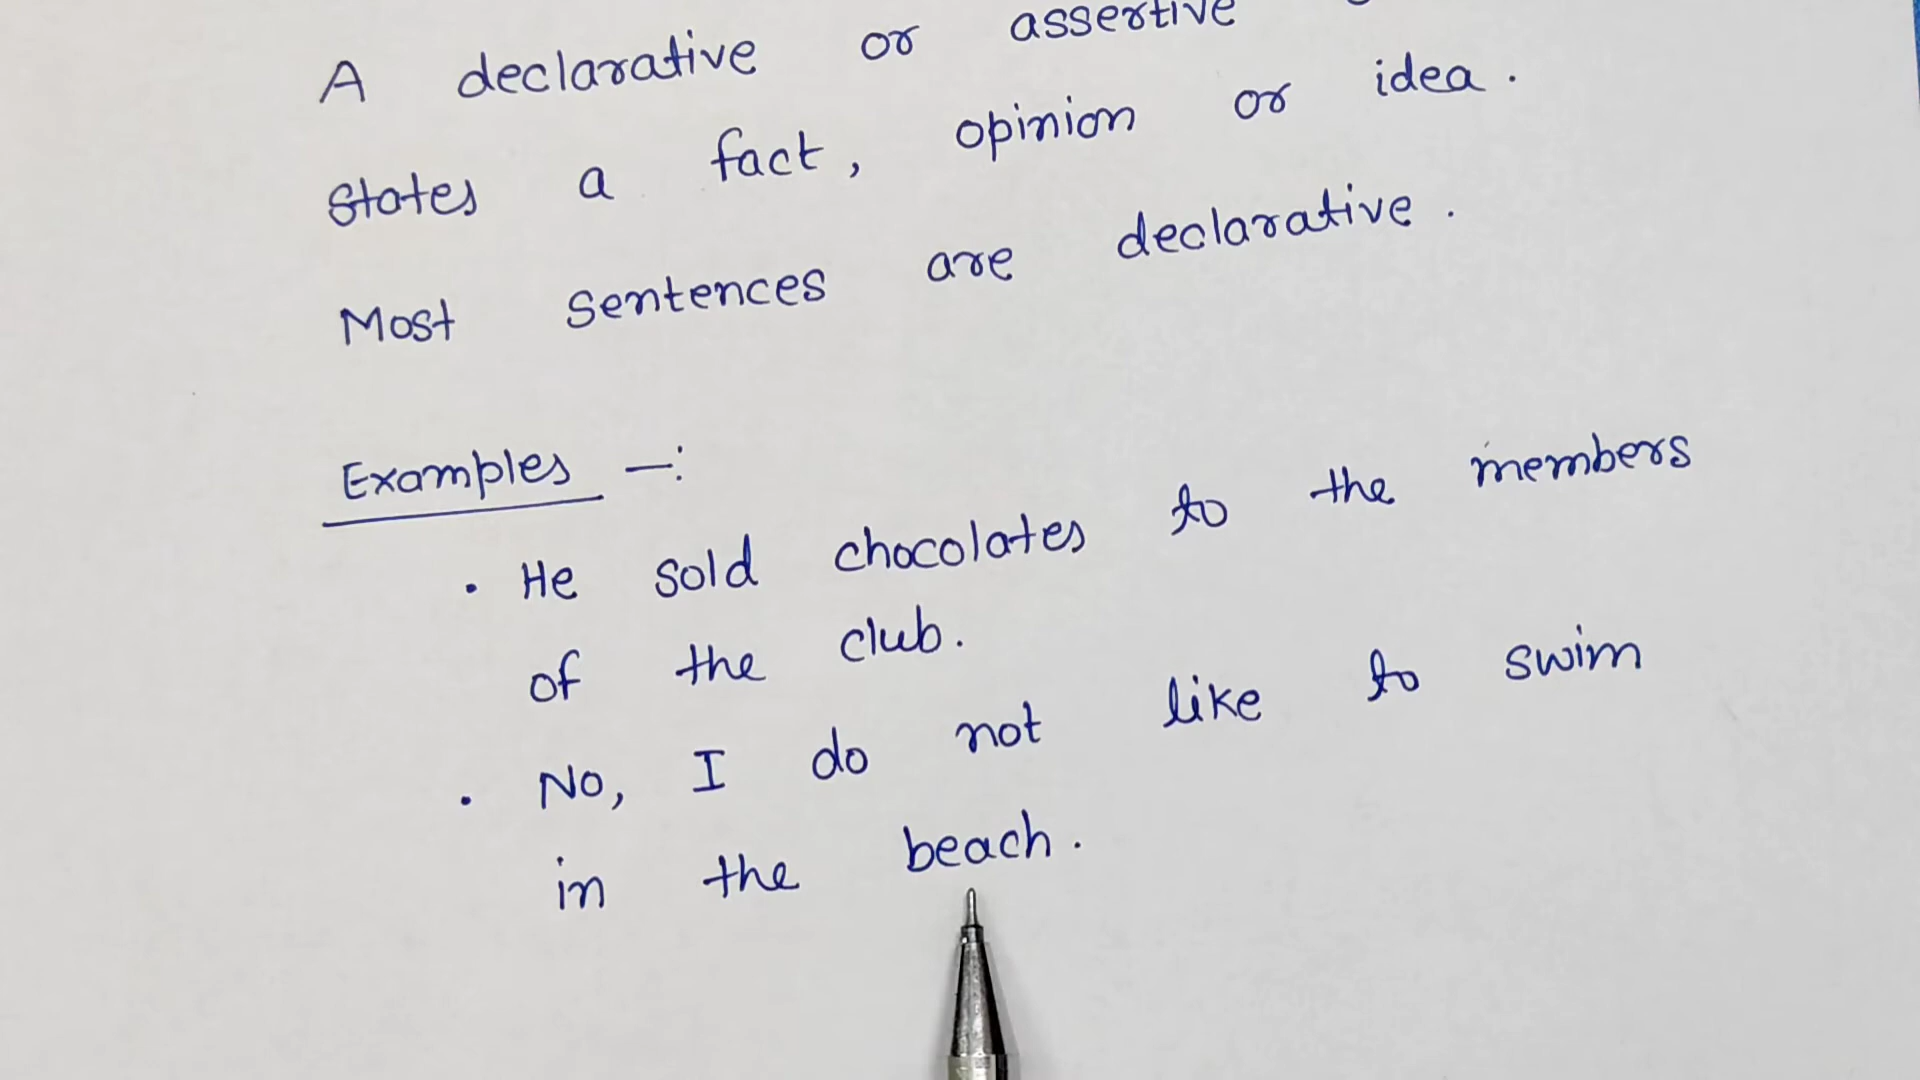 A declarative or assertive
states a fact, opinion or idea.
Most sentences are declarative.
Examples —:
• He sold chocolates to the members
of the club.
• No, I do not like to swim
in the beach.